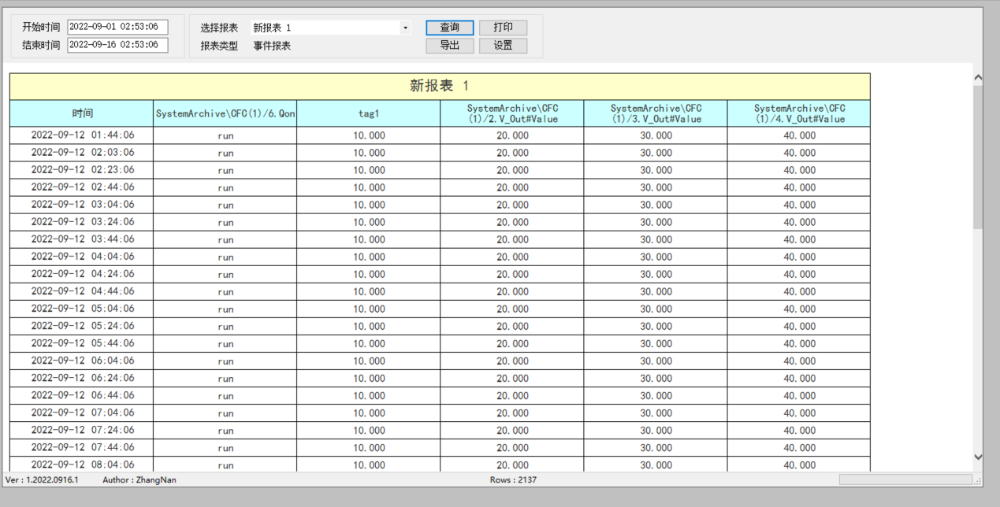 开始时间 2022-09-01 02:53:06 选择报表 新报表 1 查询 打印
结束时间 2022-09-16 02:53:06 报表类型 事件报表 导出 设置
新报表 1
时间 SystemArchive\CFC(1)/6.Qon tag1 SystemArchive\CFC(1)/2.V_Out#Value SystemArchive\CFC(1)/3.V_Out#Value SystemArchive\CFC(1)/4.V_Out#Value
2022-09-12 01:44:06 run 10.000 20.000 30.000 40.000
2022-09-12 02:03:06 run 10.000 20.000 30.000 40.000
2022-09-12 02:23:06 run 10.000 20.000 30.000 40.000
2022-09-12 02:44:06 run 10.000 20.000 30.000 40.000
2022-09-12 03:04:06 run 10.000 20.000 30.000 40.000
2022-09-12 03:24:06 run 10.000 20.000 30.000 40.000
2022-09-12 03:44:06 run 10.000 20.000 30.000 40.000
2022-09-12 04:04:06 run 10.000 20.000 30.000 40.000
2022-09-12 04:24:06 run 10.000 20.000 30.000 40.000
2022-09-12 04:44:06 run 10.000 20.000 30.000 40.000
2022-09-12 05:04:06 run 10.000 20.000 30.000 40.000
2022-09-12 05:24:06 run 10.000 20.000 30.000 40.000
2022-09-12 05:44:06 run 10.000 20.000 30.000 40.000
2022-09-12 06:04:06 run 10.000 20.000 30.000 40.000
2022-09-12 06:24:06 run 10.000 20.000 30.000 40.000
2022-09-12 06:44:06 run 10.000 20.000 30.000 40.000
2022-09-12 07:04:06 run 10.000 20.000 30.000 40.000
2022-09-12 07:24:06 run 10.000 20.000 30.000 40.000
2022-09-12 07:44:06 run 10.000 20.000 30.000 40.000
2022-09-12 08:04:06 run 10.000 20.000 30.000 40.000
Ver : 1.2022.0916.1 Author : ZhangNan Rows : 2137